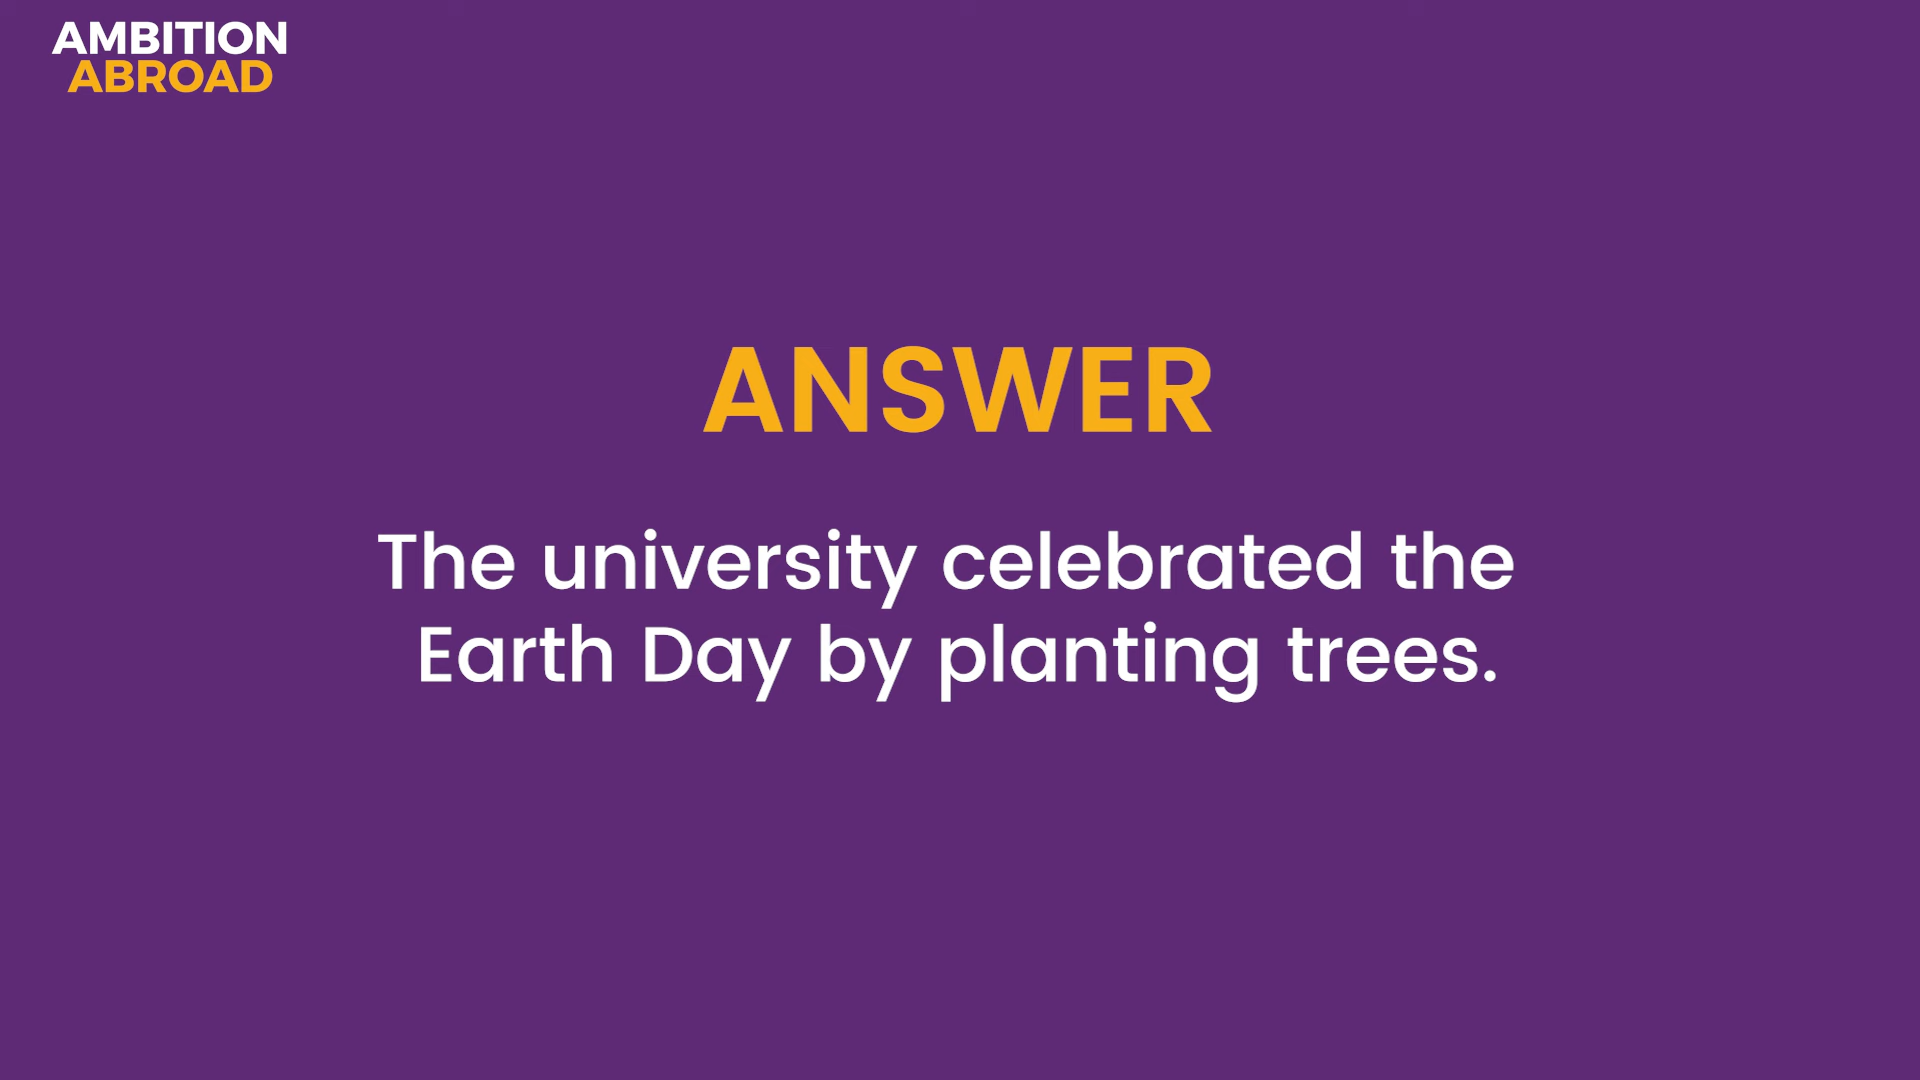 AMBITION
ABROAD
ANSWER
The university celebrated the
Earth Day by planting trees.